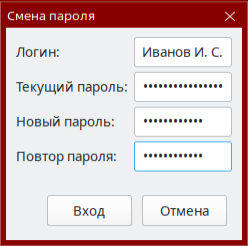 Смена пароля
Логин: Иванов И. С.
Текущий пароль: ••••••••••••••••
Новый пароль: ••••••••••••
Повтор пароля: ••••••••••••
Вход Отмена